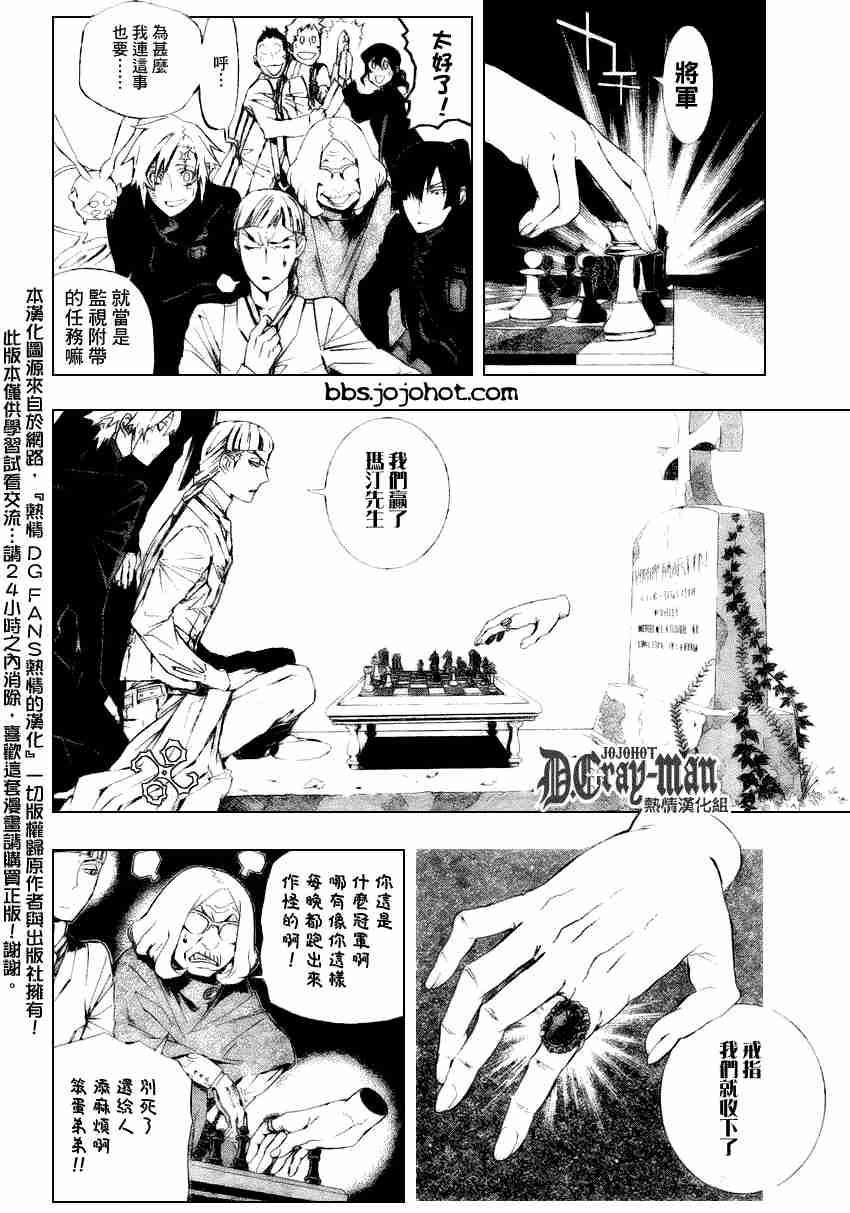 カチ
將軍
太好了！
呼，
為甚麼
我連這事
也要……
就當是
監視附帶
的任務嘛
bbs.jojohot.com
我們贏了
瑪汀先生
JOJOHOT
D.Gray-man
熱情漢化組
戒指
我們就收下了
你這是
什麼冠軍啊
哪有像你這樣
每晚都跑出來
作怪的啊！
別死了
還給人
添麻煩啊
笨蛋弟弟!!
本漢化圖源來自於網路，『熱情DG FANS熱情的漢化』一切版權歸原作者與出版社擁有！
此版本僅供學習試看交流…請24小時之內消除，喜歡這套漫畫請購買正版！謝謝。